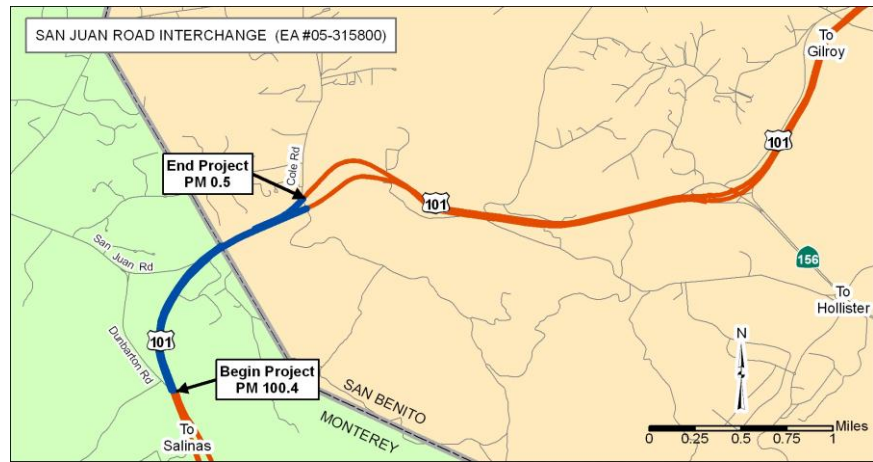 SAN JUAN ROAD INTERCHANGE (EA #05-315800)
To
Gilroy
101
End Project
PM 0.5
Cole Rd
101
156
To
Hollister
San Juan Rd
101
Dunbarton Rd
Begin Project
PM 100.4
To
Salinas
SAN BENITO
MONTEREY
N
Miles
0 0.25 0.5 0.75 1